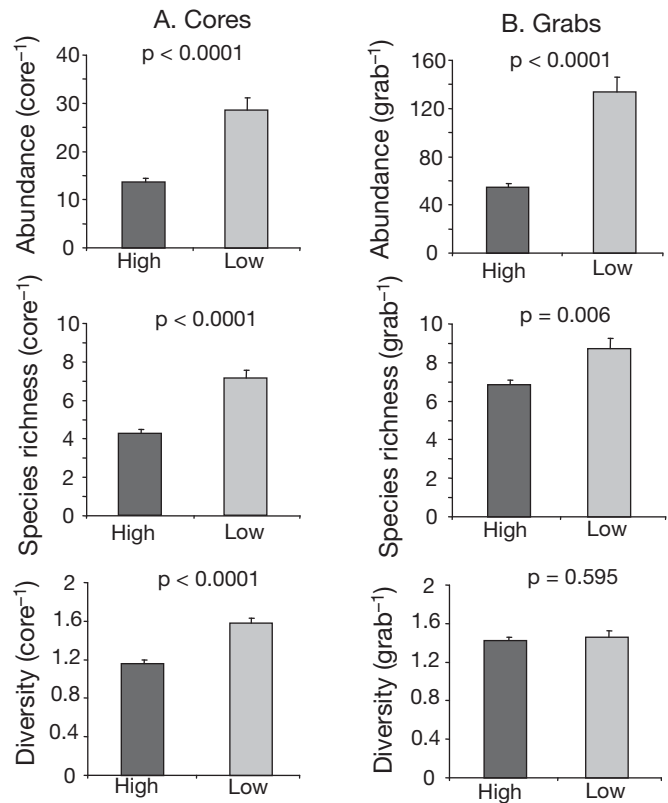 A. Cores
p < 0.0001
Abundance (core⁻¹)
40
30
20
10
0
High
Low
B. Grabs
p < 0.0001
Abundance (grab⁻¹)
160
120
80
40
0
High
Low
p < 0.0001
Species richness (core⁻¹)
10
8
6
4
2
0
High
Low
p = 0.006
Species richness (grab⁻¹)
10
8
6
4
2
0
High
Low
p < 0.0001
Diversity (core⁻¹)
2
1.6
1.2
0.8
0.4
0
High
Low
p = 0.595
Diversity (grab⁻¹)
2
1.6
1.2
0.8
0.4
0
High
Low